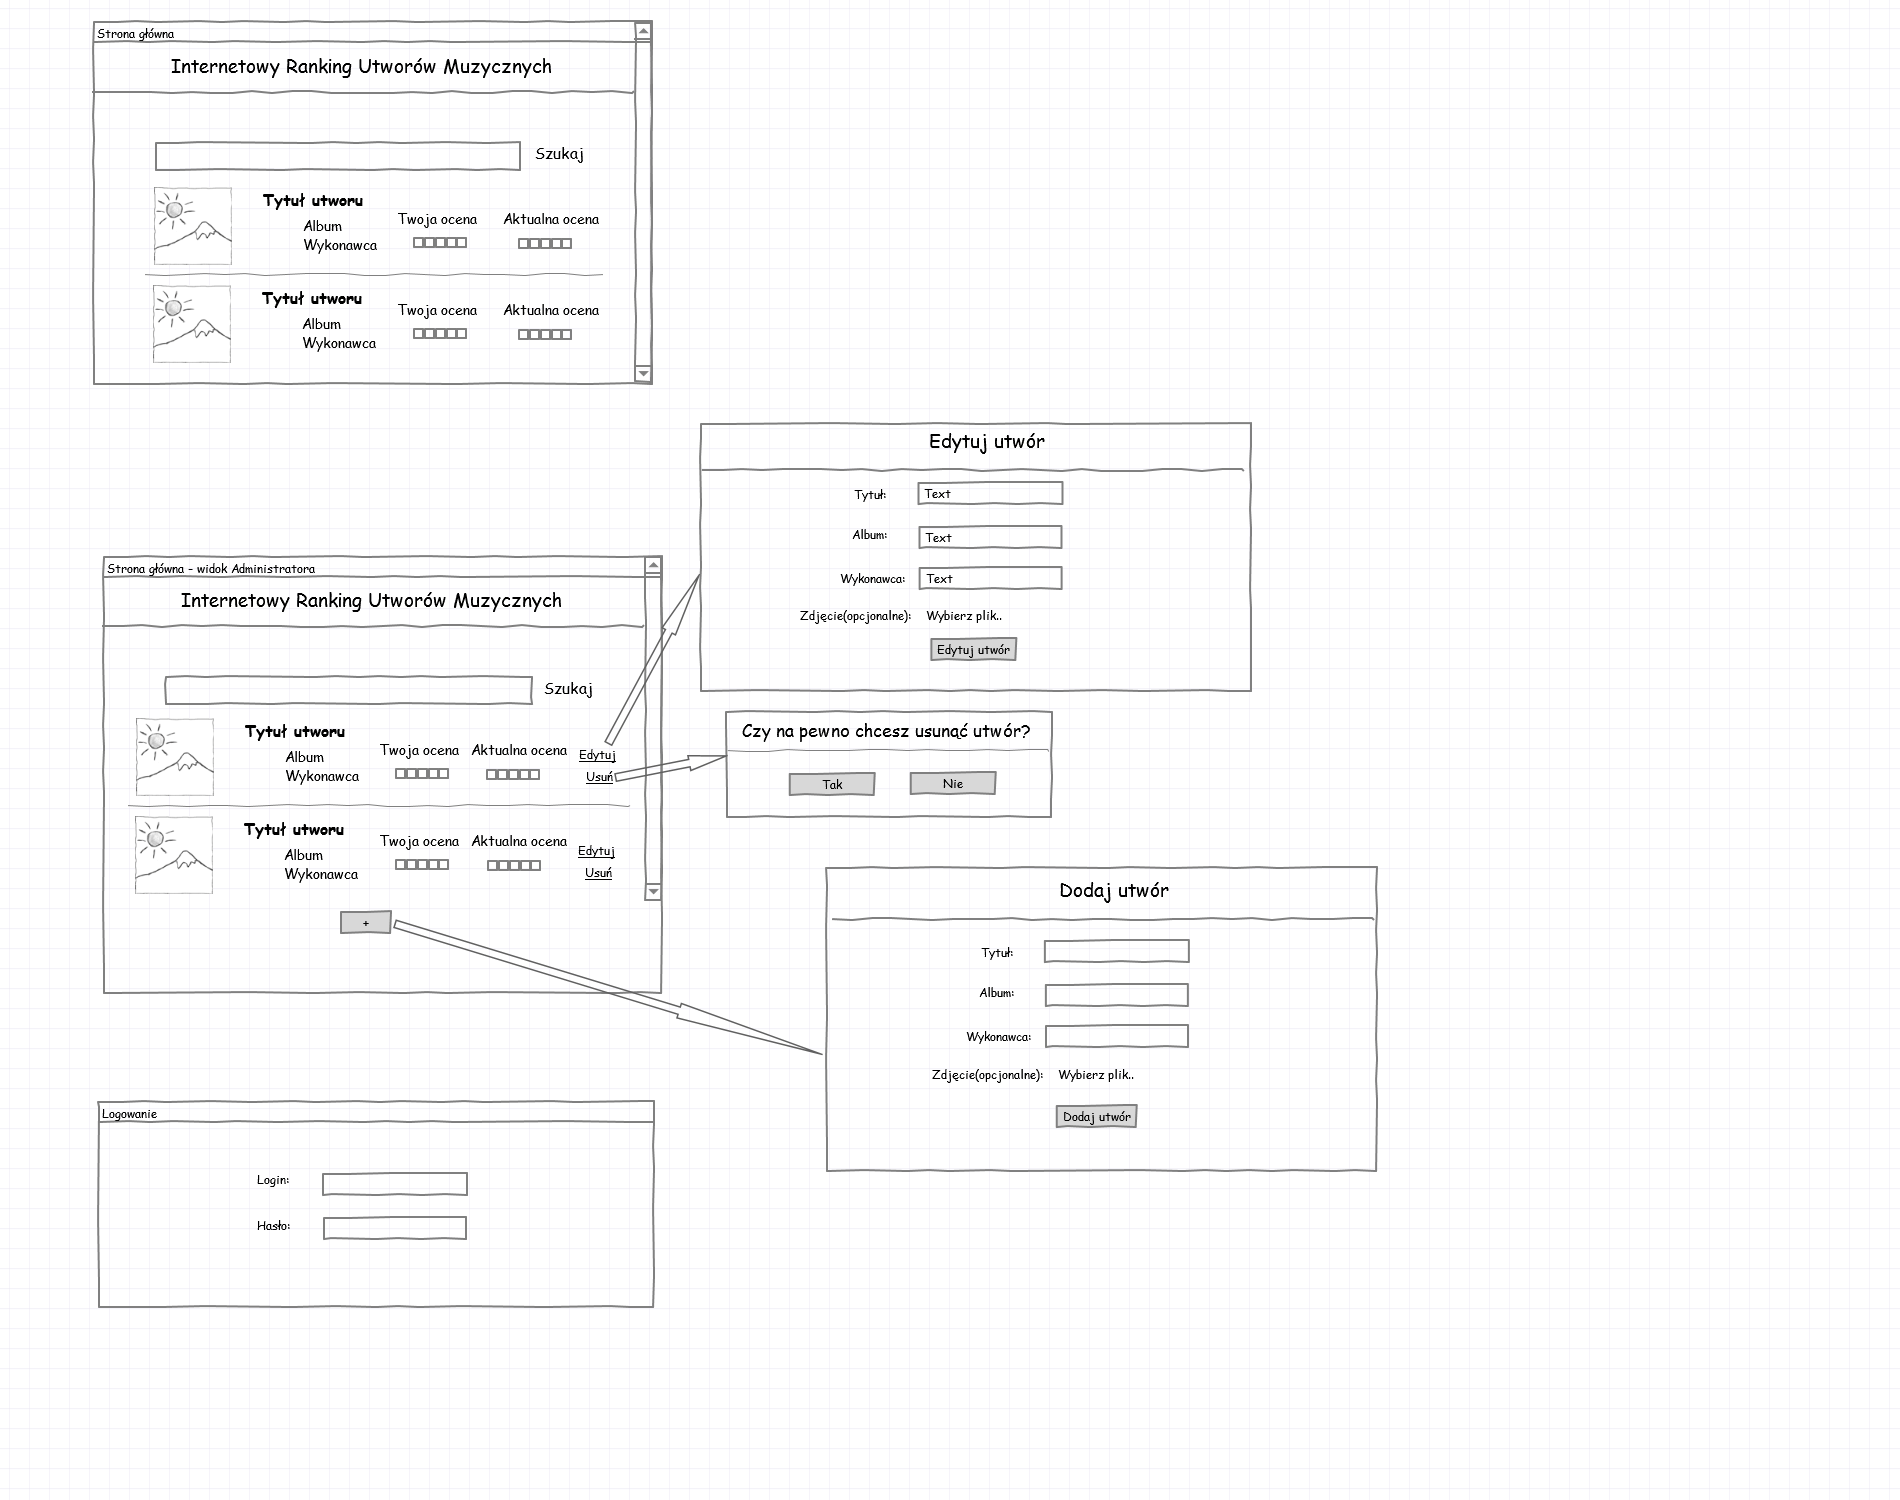 Strona główna
Internetowy Ranking Utworów Muzycznych
Szukaj
Tytuł utworu
Album
Wykonawca
Twoja ocena
Aktualna ocena
Tytuł utworu
Album
Wykonawca
Twoja ocena
Aktualna ocena
Strona główna - widok Administratora
Internetowy Ranking Utworów Muzycznych
Szukaj
Tytuł utworu
Album
Wykonawca
Twoja ocena
Aktualna ocena
Edytuj
Usuń
Tytuł utworu
Album
Wykonawca
Twoja ocena
Aktualna ocena
Edytuj
Usuń
+
Edytuj utwór
Tytuł: Text
Album: Text
Wykonawca: Text
Zdjęcie(opcjonalne): Wybierz plik..
Edytuj utwór
Czy na pewno chcesz usunąć utwór?
Tak
Nie
Dodaj utwór
Tytuł:
Album:
Wykonawca:
Zdjęcie(opcjonalne): Wybierz plik..
Dodaj utwór
Logowanie
Login:
Hasło: